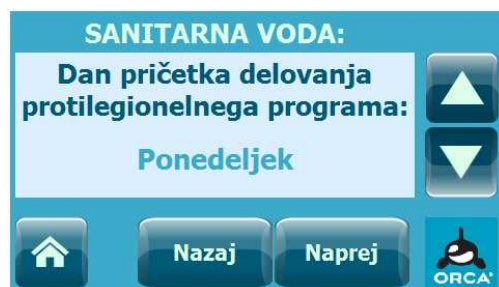 SANITARNA VODA:
Dan pričetka delovanja
protilegionelnega programa:
Ponedeljek
Nazaj
Naprej
ORCA